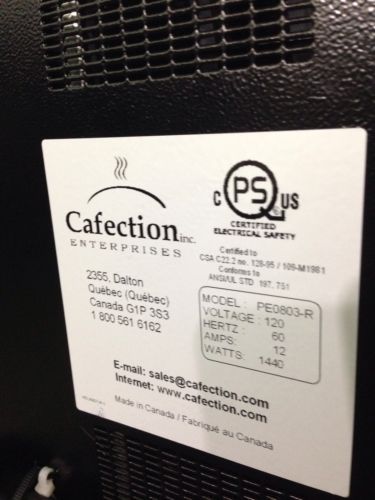 Cafection inc.
ENTERPRISES
2355, Dalton
Québec (Québec)
Canada G1P 3S3
1 800 561 6162
C PS US
CERTIFIED
ELECTRICAL SAFETY
Certified to
CSA C22.2 no. 128-95 / 109-M1981
Conforms to
ANSI/UL STD 197, 751
MODEL : PE0803-R
VOLTAGE : 120
HERTZ : 60
AMPS: 12
WATTS: 1440
E-mail: sales@cafection.com
Internet: www.cafection.com
Made in Canada / Fabriqué au Canada